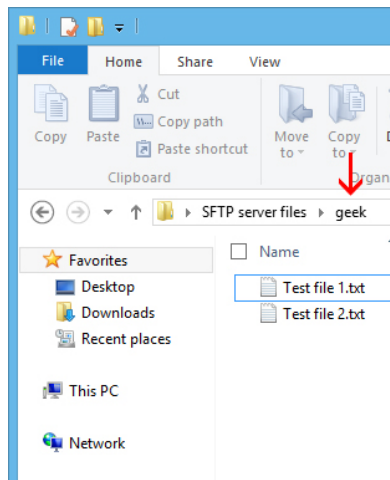 File Home Share View
Cut
Copy path
Paste shortcut
Copy Paste Move to Copy to
Clipboard Organ
SFTP server files geek
Favorites
Desktop
Downloads
Recent places
This PC
Network
Name
Test file 1.txt
Test file 2.txt